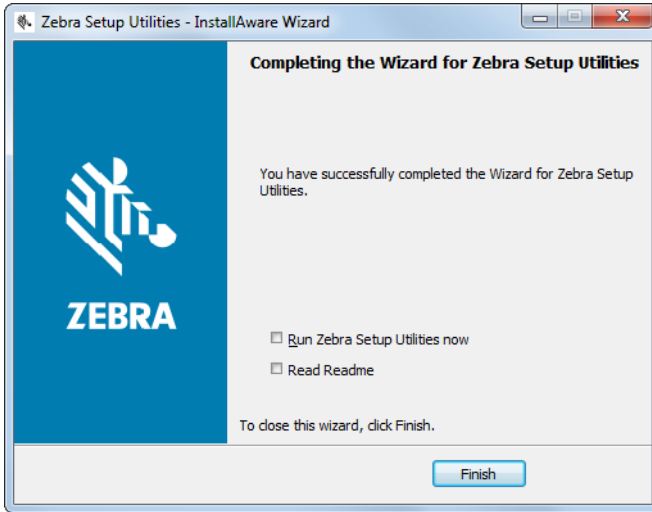 Zebra Setup Utilities - InstallAware Wizard
Completing the Wizard for Zebra Setup Utilities
You have successfully completed the Wizard for Zebra Setup
Utilities.
ZEBRA
Run Zebra Setup Utilities now
Read Readme
To close this wizard, click Finish.
Finish